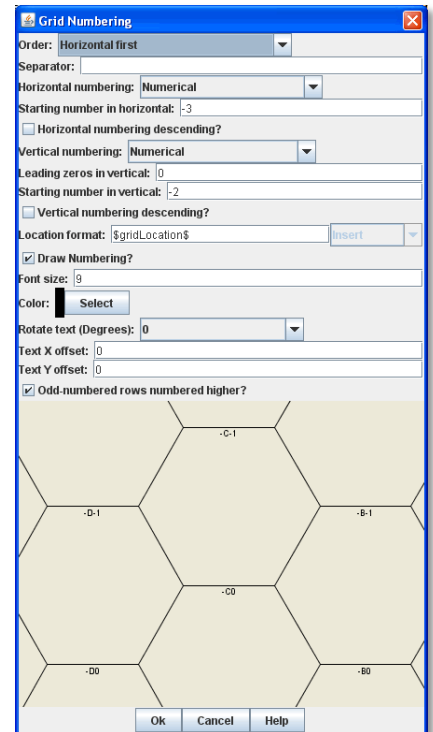 Grid Numbering
Order: Horizontal first
Separator:
Horizontal numbering: Numerical
Starting number in horizontal: -3
Horizontal numbering descending?
Vertical numbering: Numerical
Leading zeros in vertical: 0
Starting number in vertical: -2
Vertical numbering descending?
Location format: $gridLocation$ Insert
Draw Numbering?
Font size: 9
Color: Select
Rotate text (Degrees): 0
Text X offset: 0
Text Y offset: 0
Odd-numbered rows numbered higher?
-C-1
-D-1 -B-1
-C0
-D0 -B0
Ok Cancel Help